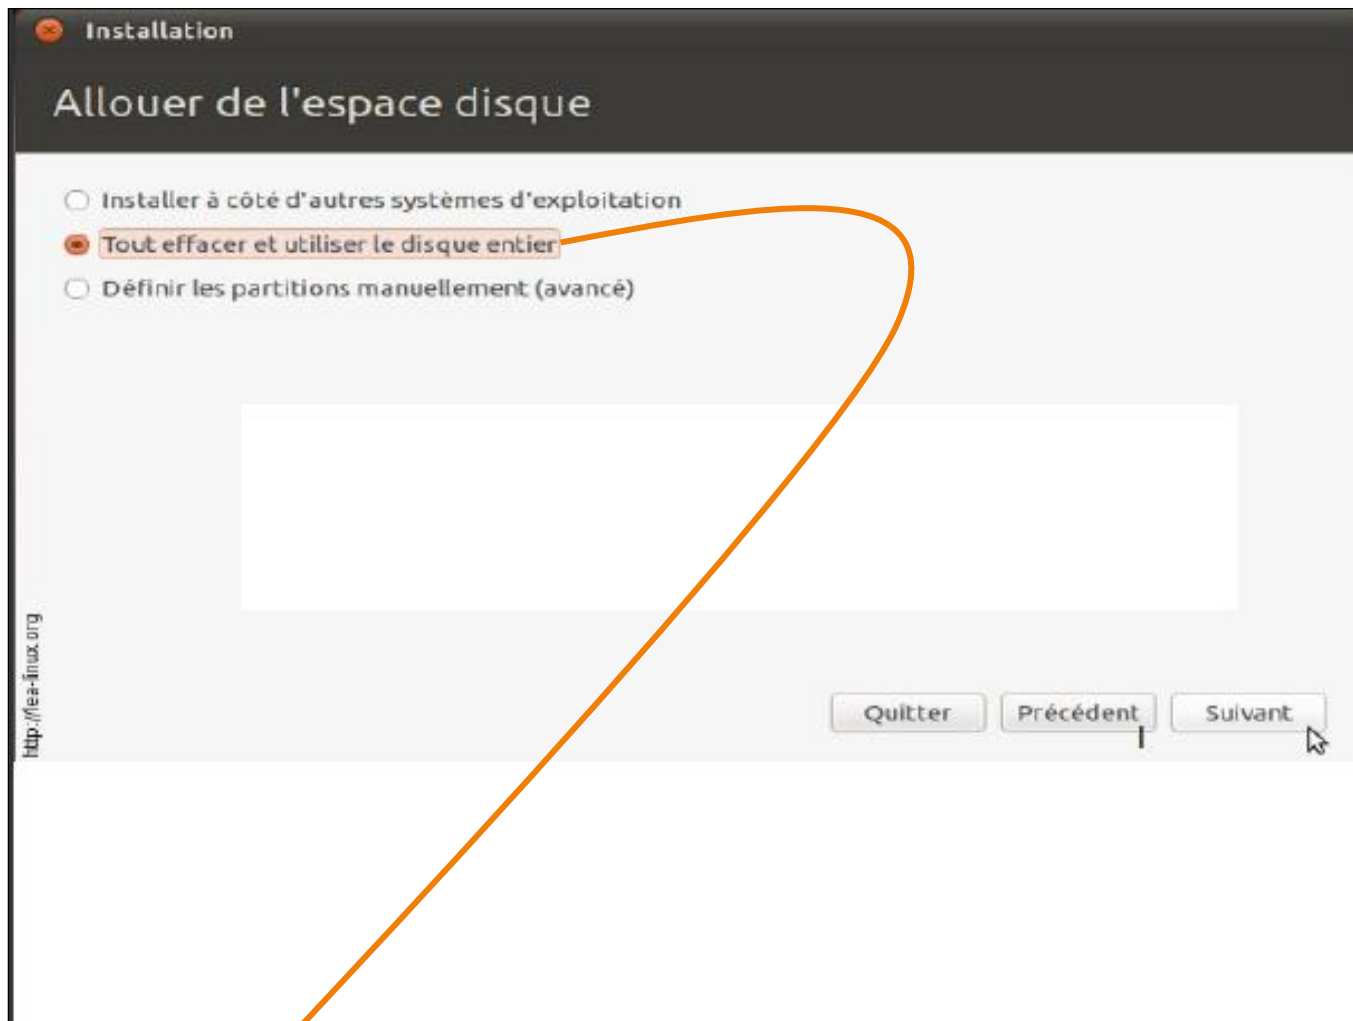 Installation
Allouer de l'espace disque
Installer à côté d'autres systèmes d'exploitation
Tout effacer et utiliser le disque entier
Définir les partitions manuellement (avancé)
http://lea-linux.org
Quitter
Précédent
Suivant